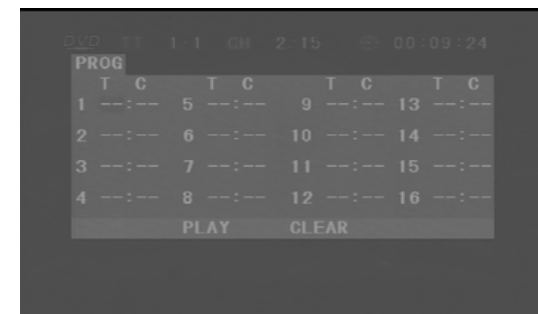 DVD TT 1/1 CH 2/15 00:09:24
PROG
T C T C T C T C
1 --:-- 5 --:-- 9 --:-- 13 --:--
2 --:-- 6 --:-- 10 --:-- 14 --:--
3 --:-- 7 --:-- 11 --:-- 15 --:--
4 --:-- 8 --:-- 12 --:-- 16 --:--
PLAY CLEAR